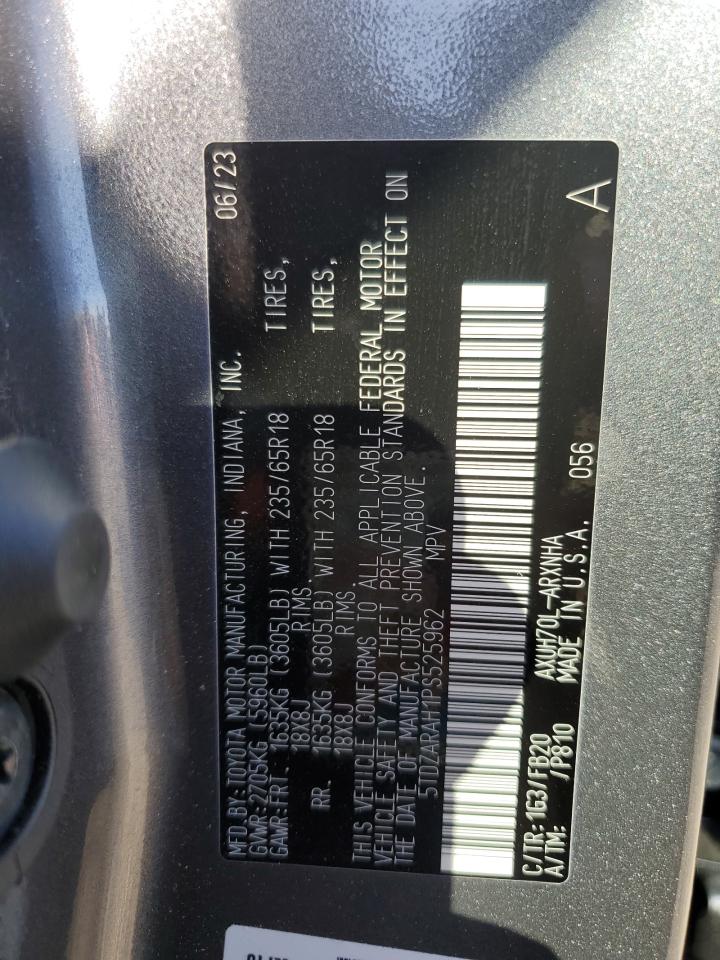 MFD. BY: TOYOTA MOTOR MANUFACTURING, INDIANA, INC. 06/23
GVWR: 2705KG (5960LB)
GAWR: FRT. 1635KG (3605LB) WITH 235/65R18 TIRES,
18X8J RIMS
RR. 1635KG (3605LB) WITH 235/65R18 TIRES,
18X8J RIMS
THIS VEHICLE CONFORMS TO ALL APPLICABLE FEDERAL MOTOR
VEHICLE SAFETY AND THEFT PREVENTION STANDARDS IN EFFECT ON
THE DATE OF MANUFACTURE SHOWN ABOVE.
5TDZARAH1PS525962 MPV
C/TR: 1G3/FB20 AXUH70L-ARXNHA 056 A
A/TM: /P810 MADE IN U.S.A.